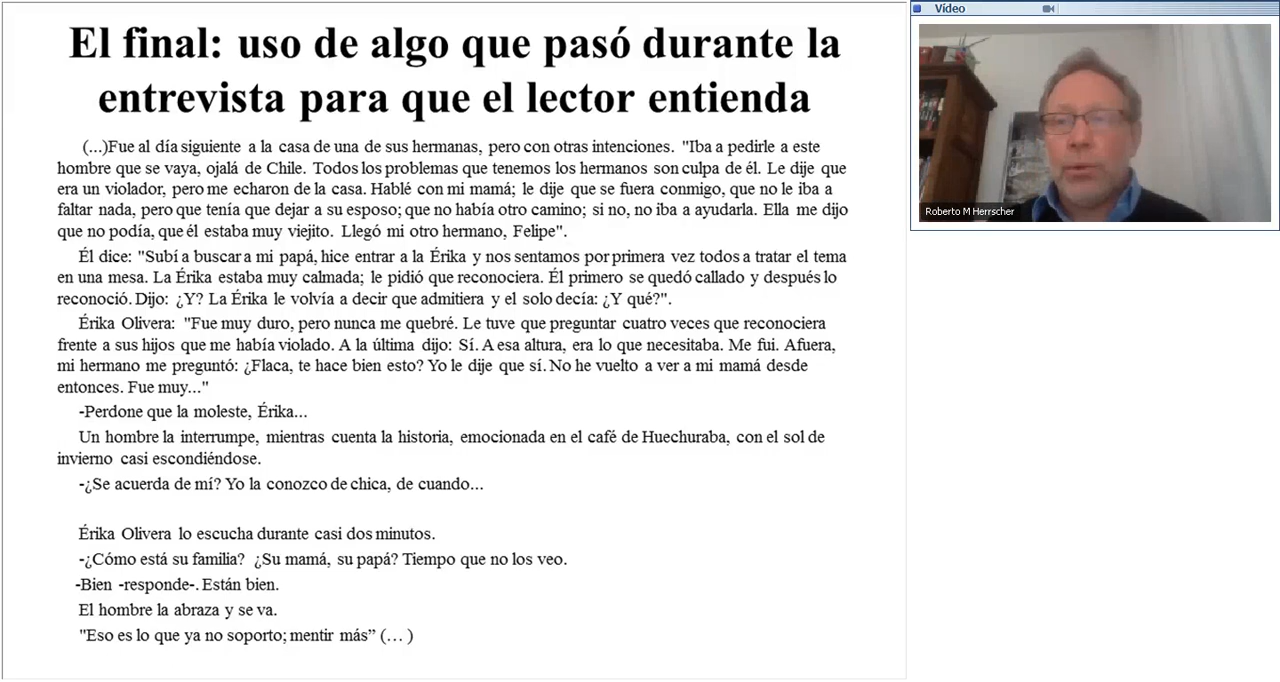 El final: uso de algo que pasó durante la
entrevista para que el lector entienda
(...)Fue al día siguiente a la casa de una de sus hermanas, pero con otras intenciones. "Iba a pedirle a este
hombre que se vaya, ojalá de Chile. Todos los problemas que tenemos los hermanos son culpa de él. Le dije que
era un violador, pero me echaron de la casa. Hablé con mi mamá; le dije que se fuera conmigo, que no le iba a
faltar nada, pero que tenía que dejar a su esposo; que no había otro camino; si no, no iba a ayudarla. Ella me dijo
que no podía, que él estaba muy viejito. Llegó mi otro hermano, Felipe".
Él dice: "Subí a buscar a mi papá, hice entrar a la Érika y nos sentamos por primera vez todos a tratar el tema
en una mesa. La Érika estaba muy calmada; le pidió que reconociera. Él primero se quedó callado y después lo
reconoció. Dijo: ¿Y? La Érika le volvía a decir que admitiera y el solo decía: ¿Y qué?".
Érika Olivera: "Fue muy duro, pero nunca me quebré. Le tuve que preguntar cuatro veces que reconociera
frente a sus hijos que me había violado. A la última dijo: Sí. A esa altura, era lo que necesitaba. Me fui. Afuera,
mi hermano me preguntó: ¿Flaca, te hace bien esto? Yo le dije que sí. No he vuelto a ver a mi mamá desde
entonces. Fue muy..."
-Perdone que la moleste, Érika...
Un hombre la interrumpe, mientras cuenta la historia, emocionada en el café de Huechuraba, con el sol de
invierno casi escondiéndose.
-¿Se acuerda de mí? Yo la conozco de chica, de cuando...
Érika Olivera lo escucha durante casi dos minutos.
-¿Cómo está su familia? ¿Su mamá, su papá? Tiempo que no los veo.
-Bien -responde-. Están bien.
El hombre la abraza y se va.
"Eso es lo que ya no soporto; mentir más” (… )
Vídeo
Roberto M Herrscher